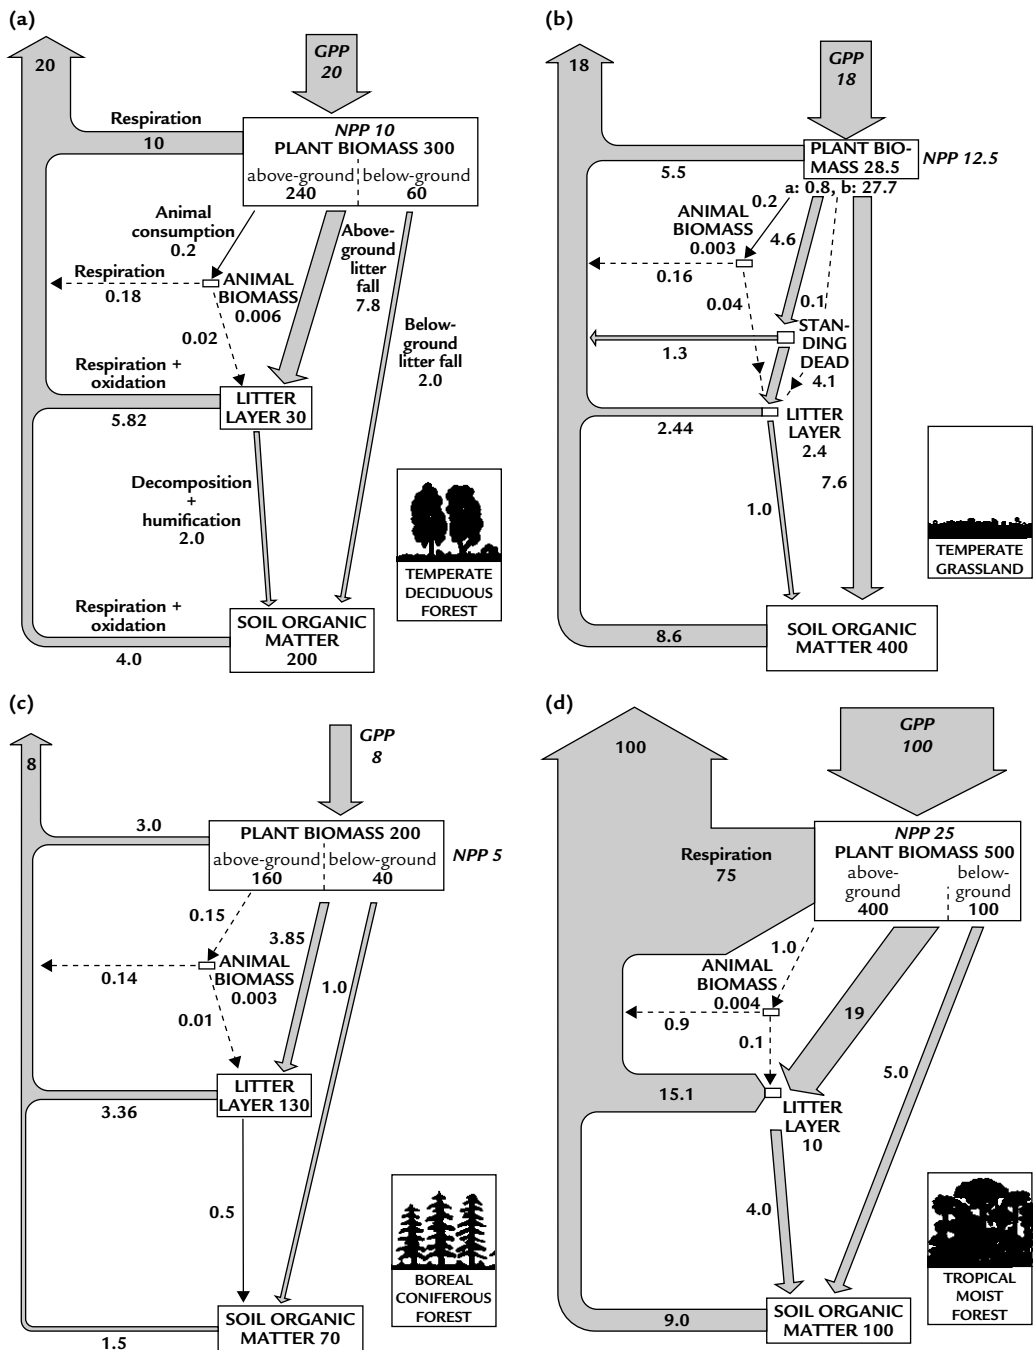 (a)
20
GPP
20
Respiration
10
NPP 10
PLANT BIOMASS 300
above-ground
240
below-ground
60
Animal
consumption
0.2
Respiration
0.18
ANIMAL
BIOMASS
0.006
Above-
ground
litter
fall
7.8
0.02
Below-
ground
litter fall
2.0
Respiration +
oxidation
5.82
LITTER
LAYER 30
Decomposition
+
humification
2.0
Respiration +
oxidation
4.0
SOIL ORGANIC
MATTER
200
TEMPERATE
DECIDUOUS
FOREST
(b)
18
GPP
18
5.5
PLANT BIO-
MASS 28.5
NPP 12.5
a: 0.8, b: 27.7
0.2
ANIMAL
BIOMASS
0.003
4.6
0.16
0.04
0.1
STAN-
DING
DEAD
4.1
1.3
2.44
LITTER
LAYER
2.4
7.6
1.0
8.6
SOIL ORGANIC
MATTER 400
TEMPERATE
GRASSLAND
(c)
8
GPP
8
3.0
PLANT BIOMASS 200
above-ground
160
below-ground
40
NPP 5
0.15
3.85
ANIMAL
BIOMASS
0.003
0.14
1.0
0.01
LITTER
LAYER 130
3.36
0.5
1.5
SOIL ORGANIC
MATTER 70
BOREAL
CONIFEROUS
FOREST
(d)
100
GPP
100
Respiration
75
NPP 25
PLANT BIOMASS 500
above-
ground
400
below-
ground
100
1.0
ANIMAL
BIOMASS
0.004
0.9
19
0.1
5.0
15.1
LITTER
LAYER
10
4.0
9.0
SOIL ORGANIC
MATTER 100
TROPICAL
MOIST
FOREST